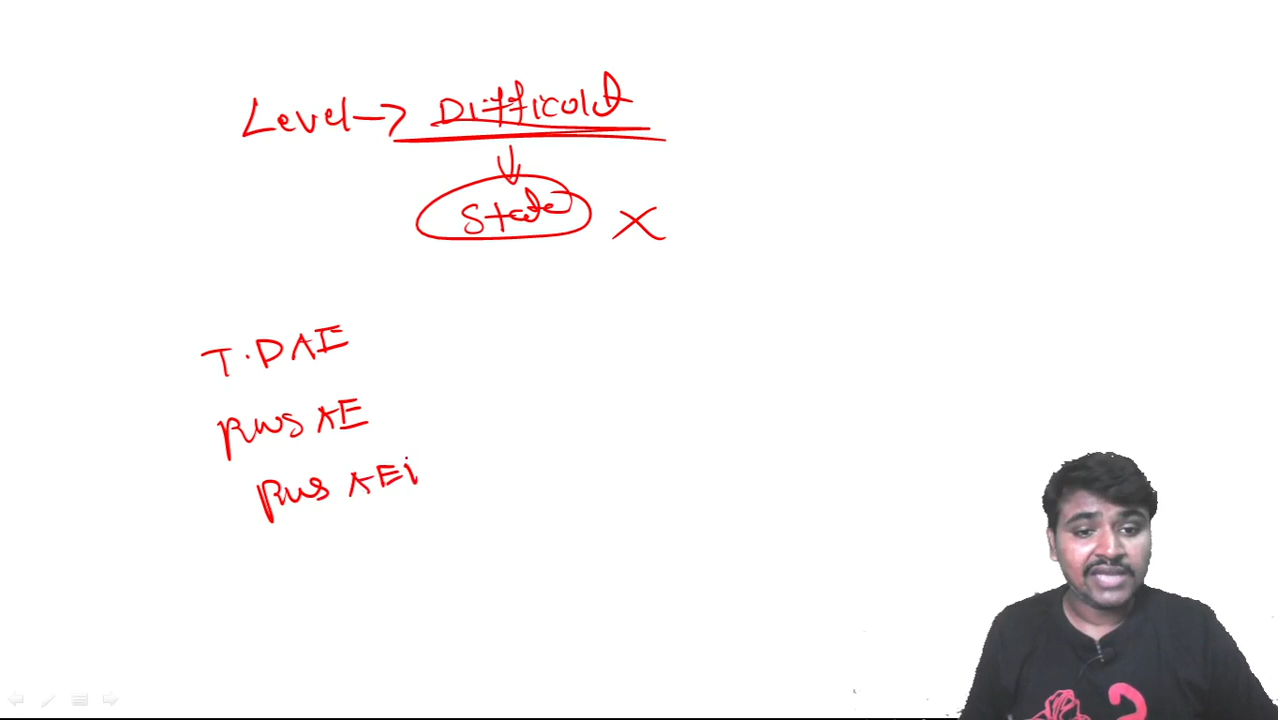 Level → Difficult
State X
T.DAE
RWS AE
RWS AEi